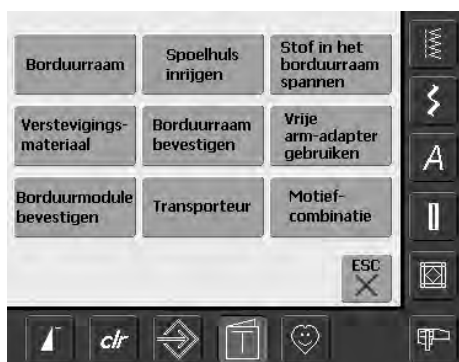 Borduurraam
Spoelhuls
inrijgen
Stof in het
borduurraam
spannen
Verstevigings-
materiaal
Borduurraam
bevestigen
Vrije
arm-adapter
gebruiken
Borduurmodule
bevestigen
Transporteur
Motief-
combinatie
ESC
A
clr